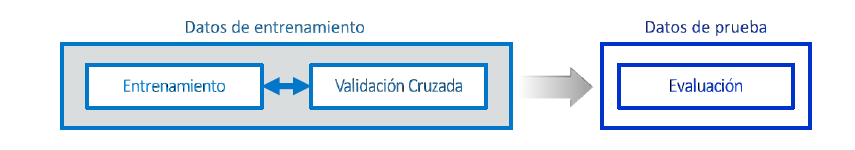 Datos de entrenamiento
Datos de prueba
Entrenamiento
Validación Cruzada
Evaluación